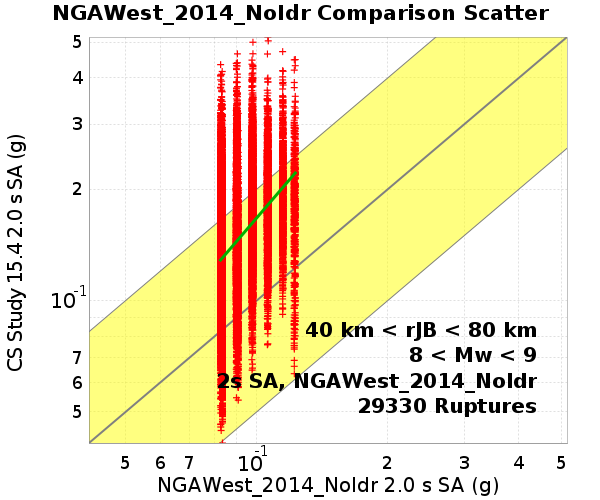 NGAWest_2014_NoIdr Comparison Scatter
CS Study 15.4 2.0 s SA (g)
5
4
3
2
10-1
7
6
5
40 km < rJB < 80 km
8 < Mw < 9
2s SA, NGAWest_2014_NoIdr
29330 Ruptures
5 6 7 10-1 2 3 4 5
NGAWest_2014_NoIdr 2.0 s SA (g)